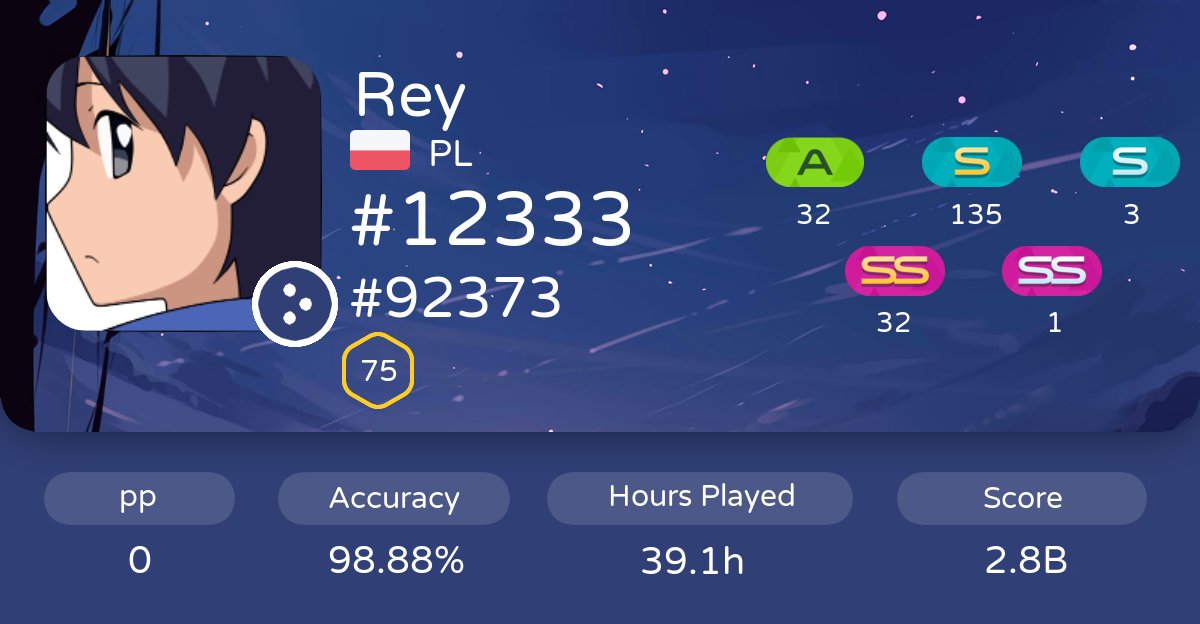 Rey
PL
#12333
#92373
75
A S S
32 135 3
SS SS
32 1
pp Accuracy Hours Played Score
0 98.88% 39.1h 2.8B